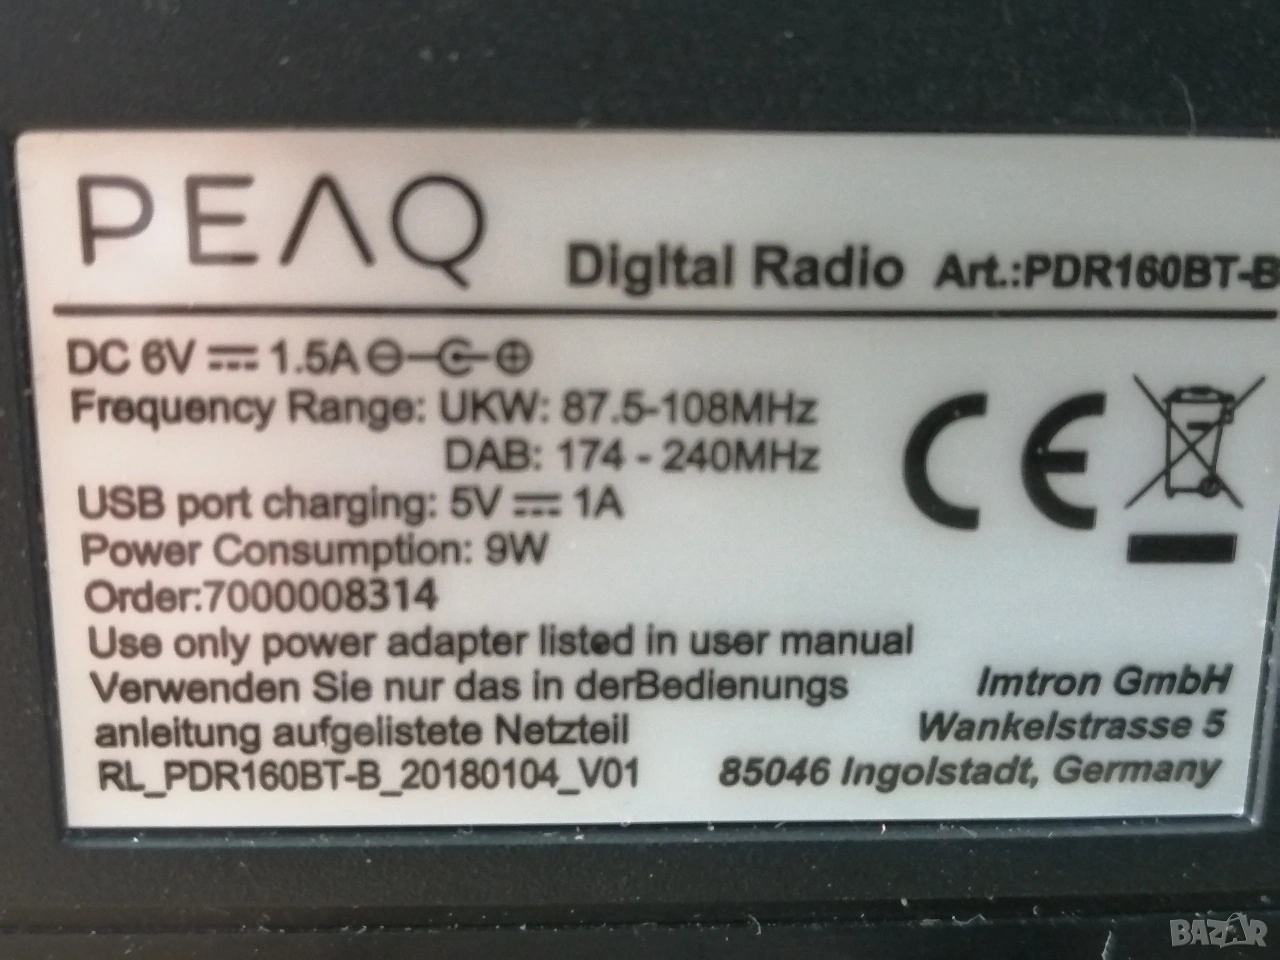 PEAQ
Digital Radio Art.:PDR160BT-B
DC 6V ⎓ 1.5A
Frequency Range: UKW: 87.5-108MHz
DAB: 174 - 240MHz
USB port charging: 5V ⎓ 1A
Power Consumption: 9W
Order:7000008314
Use only power adapter listed in user manual
Verwenden Sie nur das in derBedienungs
anleitung aufgelistete Netzteil
RL_PDR160BT-B_20180104_V01
CE
Imtron GmbH
Wankelstrasse 5
85046 Ingolstadt, Germany
BAZAR